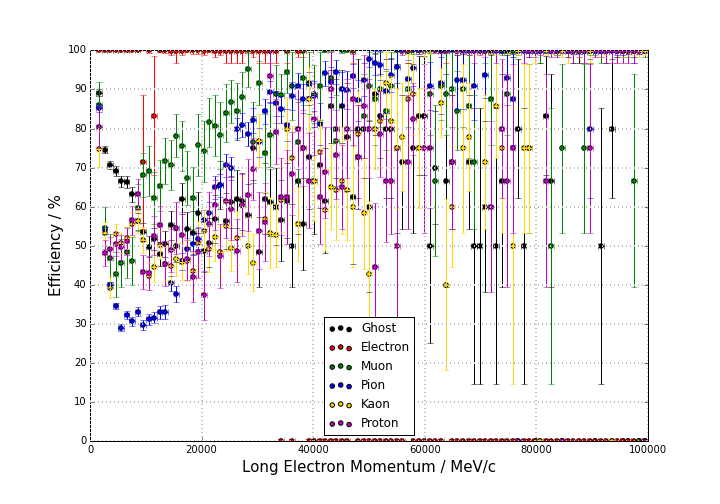 100
90
80
70
60
50
40
30
20
10
0
Efficiency / %
Ghost
Electron
Muon
Pion
Kaon
Proton
0 20000 40000 60000 80000 100000
Long Electron Momentum / MeV/c